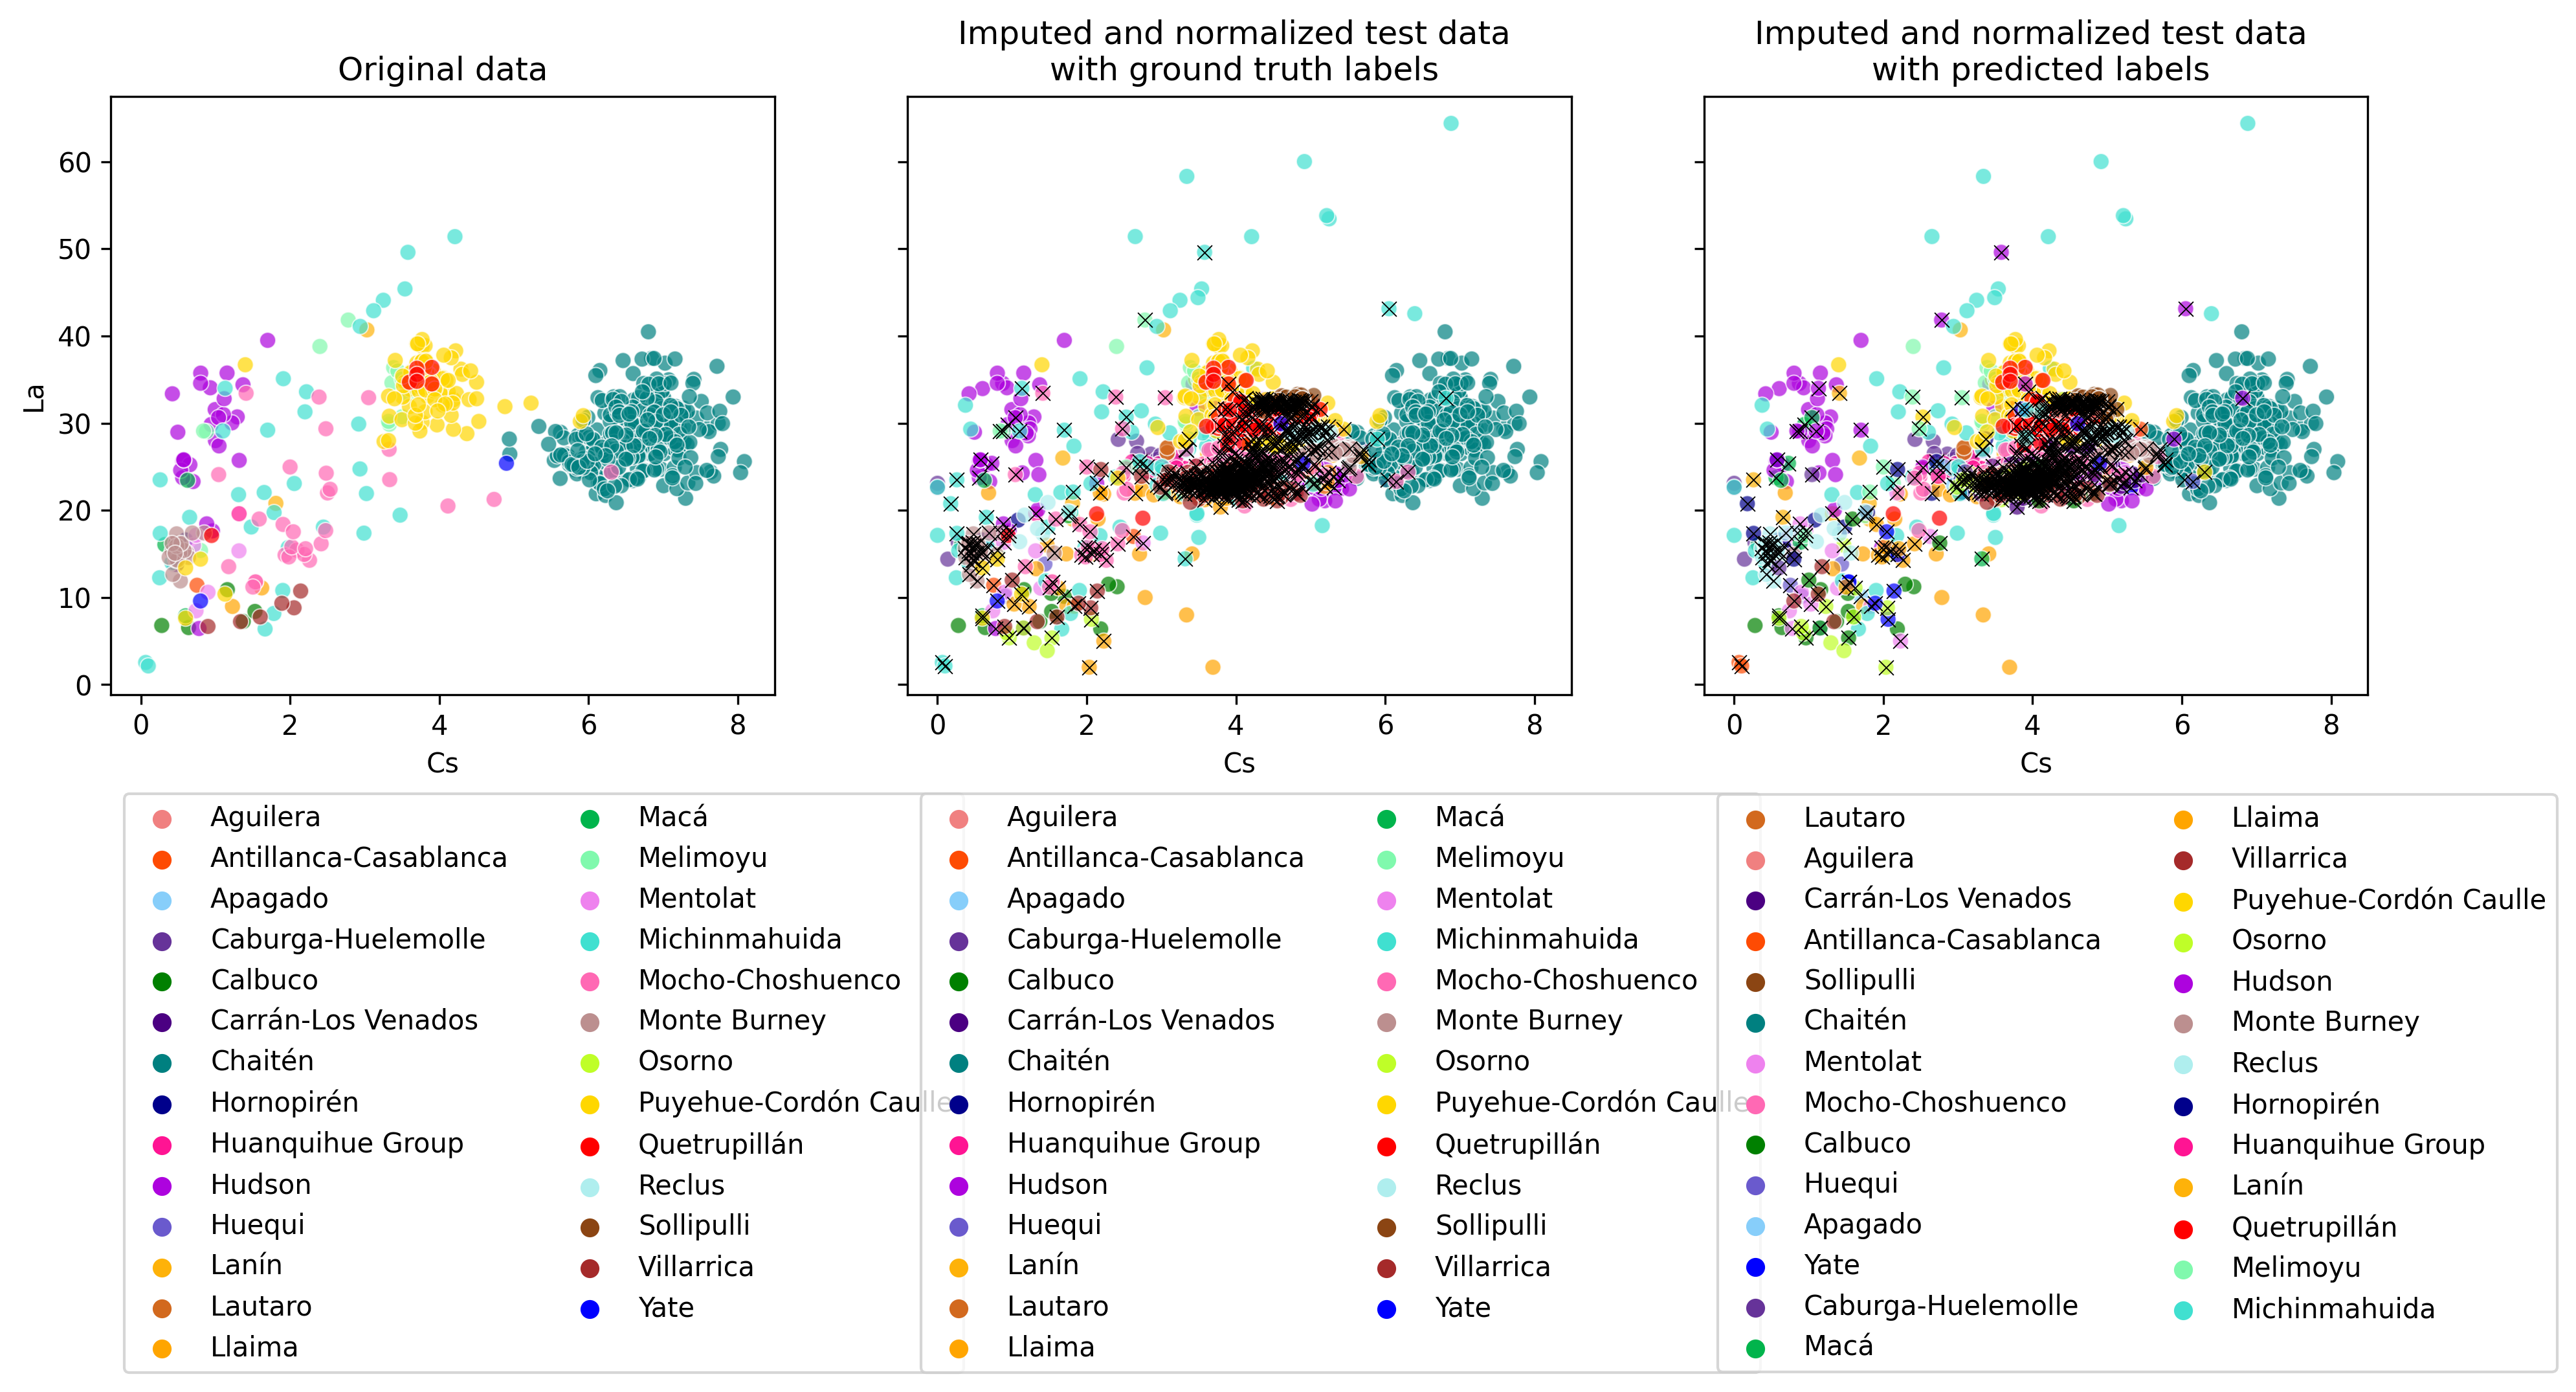 Original data
Imputed and normalized test data
with ground truth labels
Imputed and normalized test data
with predicted labels
La
60
50
40
30
20
10
0
0 2 4 6 8
Cs
0 2 4 6 8
Cs
0 2 4 6 8
Cs
Aguilera
Antillanca-Casablanca
Apagado
Caburga-Huelemolle
Calbuco
Carrán-Los Venados
Chaitén
Hornopirén
Huanquihue Group
Hudson
Huequi
Lanín
Lautaro
Llaima
Macá
Melimoyu
Mentolat
Michinmahuida
Mocho-Choshuenco
Monte Burney
Osorno
Puyehue-Cordón Caulle
Quetrupillán
Reclus
Sollipulli
Villarrica
Yate
Aguilera
Antillanca-Casablanca
Apagado
Caburga-Huelemolle
Calbuco
Carrán-Los Venados
Chaitén
Hornopirén
Huanquihue Group
Hudson
Huequi
Lanín
Lautaro
Llaima
Macá
Melimoyu
Mentolat
Michinmahuida
Mocho-Choshuenco
Monte Burney
Osorno
Puyehue-Cordón Caulle
Quetrupillán
Reclus
Sollipulli
Villarrica
Yate
Lautaro
Aguilera
Carrán-Los Venados
Antillanca-Casablanca
Sollipulli
Chaitén
Mentolat
Mocho-Choshuenco
Calbuco
Huequi
Apagado
Yate
Caburga-Huelemolle
Macá
Llaima
Villarrica
Puyehue-Cordón Caulle
Osorno
Hudson
Monte Burney
Reclus
Hornopirén
Huanquihue Group
Lanín
Quetrupillán
Melimoyu
Michinmahuida